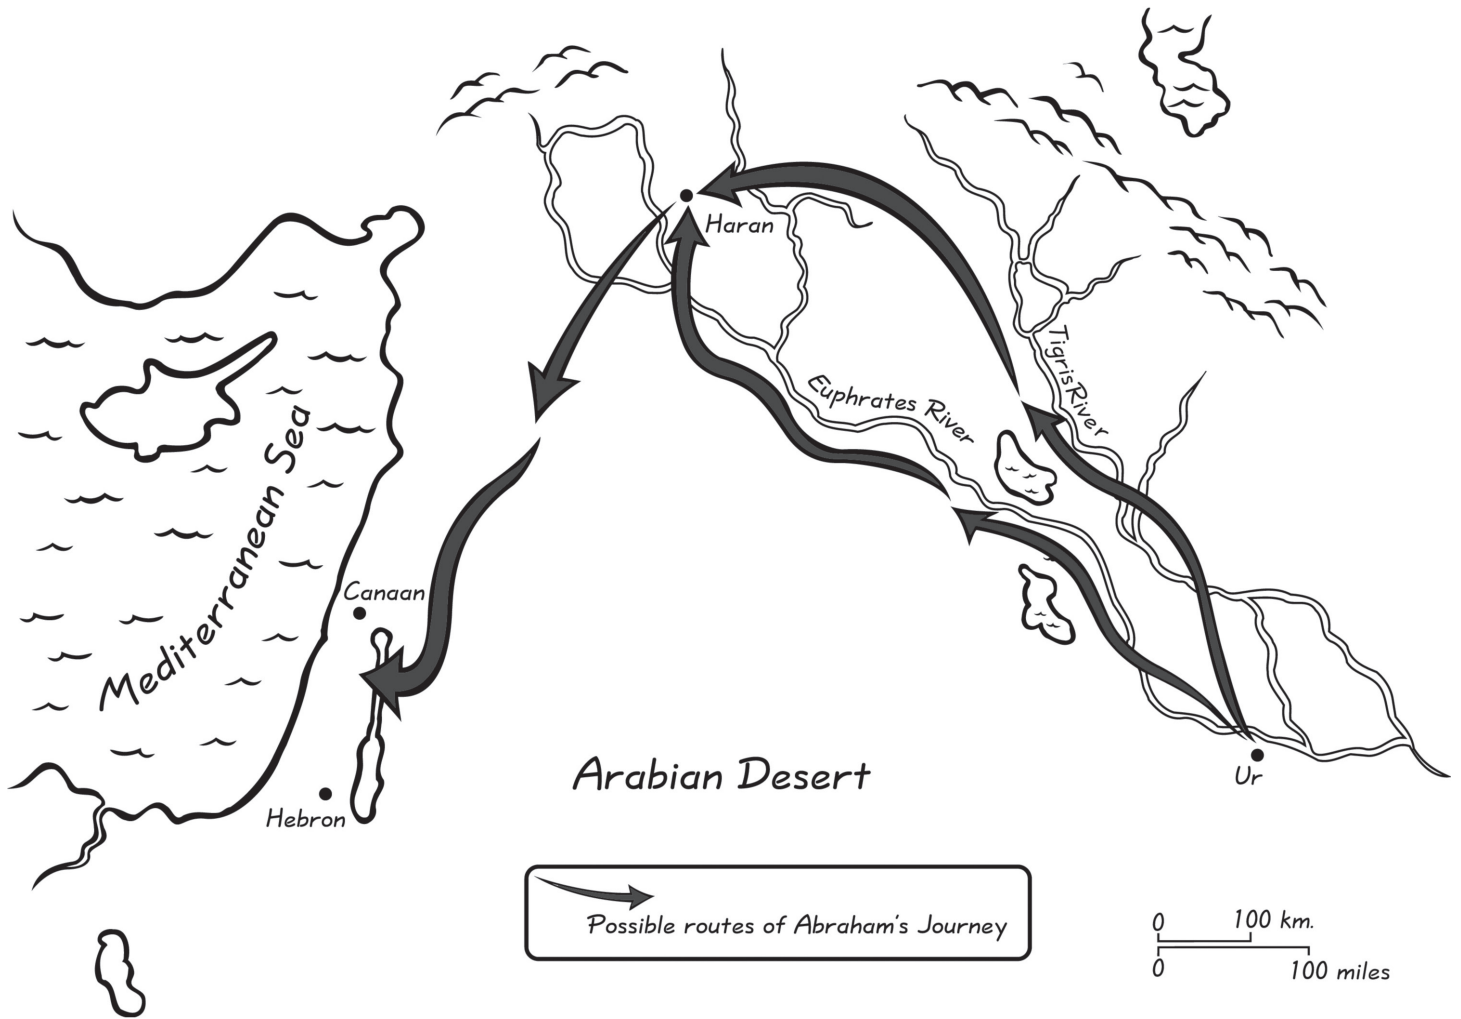 Haran
Tigris River
Euphrates River
Mediterranean Sea
Canaan
Arabian Desert
Ur
Hebron
Possible routes of Abraham's Journey
0 100 km.
0 100 miles